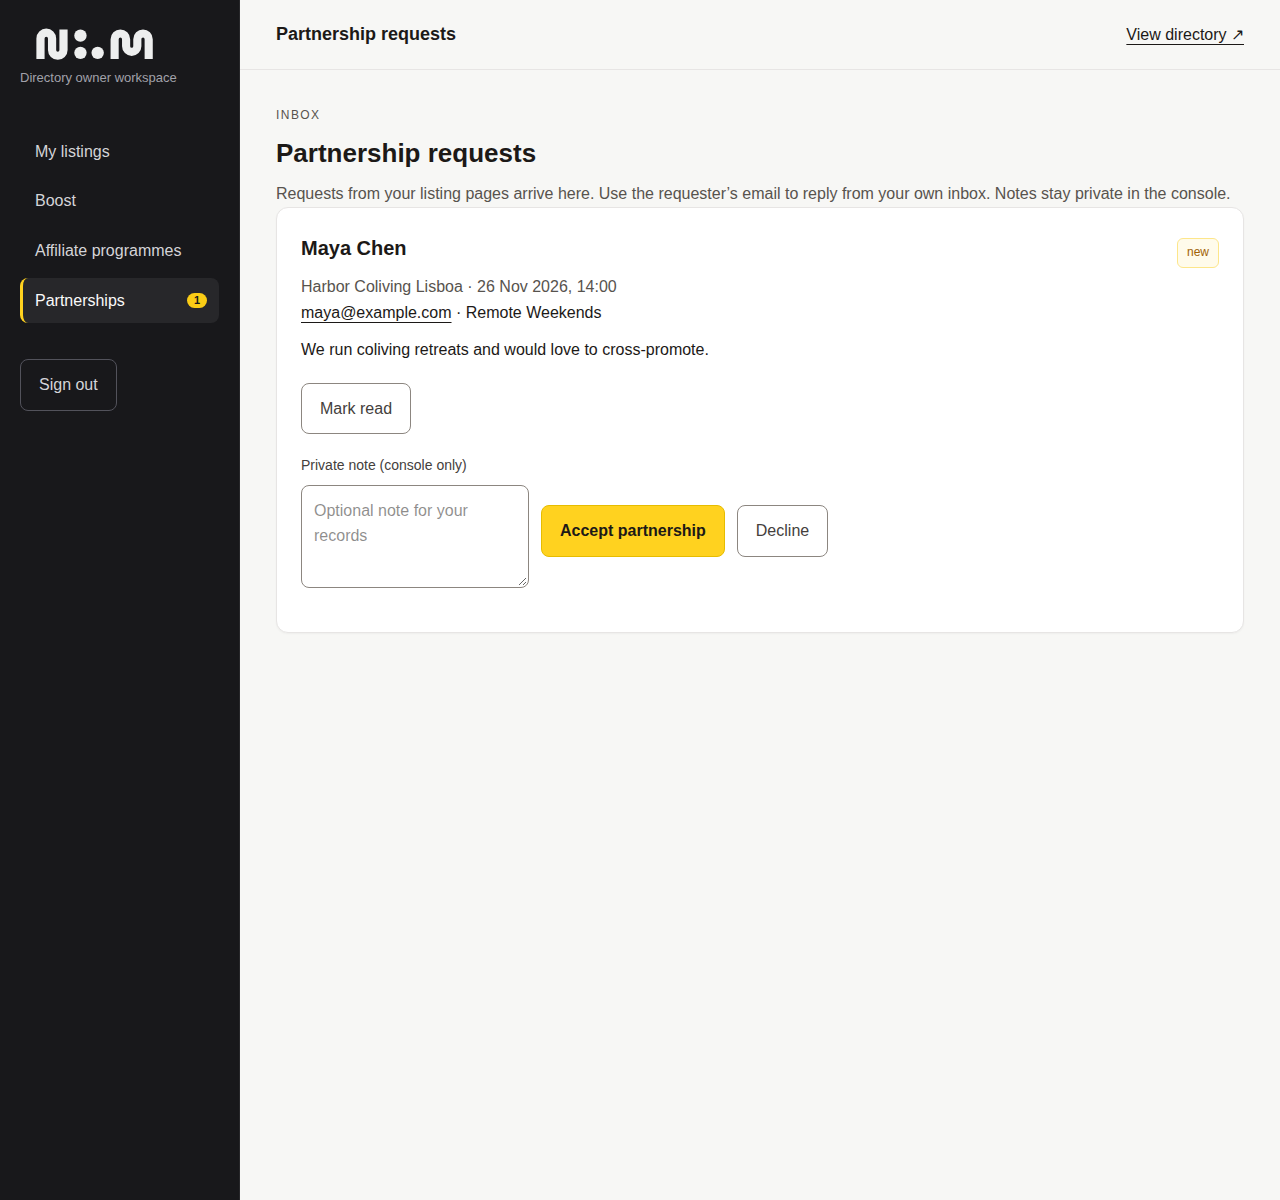 Directory owner workspace
My listings
Boost
Affiliate programmes
Partnerships 1
Sign out
Partnership requests
View directory ↗
INBOX
Partnership requests
Requests from your listing pages arrive here. Use the requester’s email to reply from your own inbox. Notes stay private in the console.
Maya Chen
new
Harbor Coliving Lisboa · 26 Nov 2026, 14:00
maya@example.com · Remote Weekends
We run coliving retreats and would love to cross-promote.
Mark read
Private note (console only)
Optional note for your
records
Accept partnership
Decline